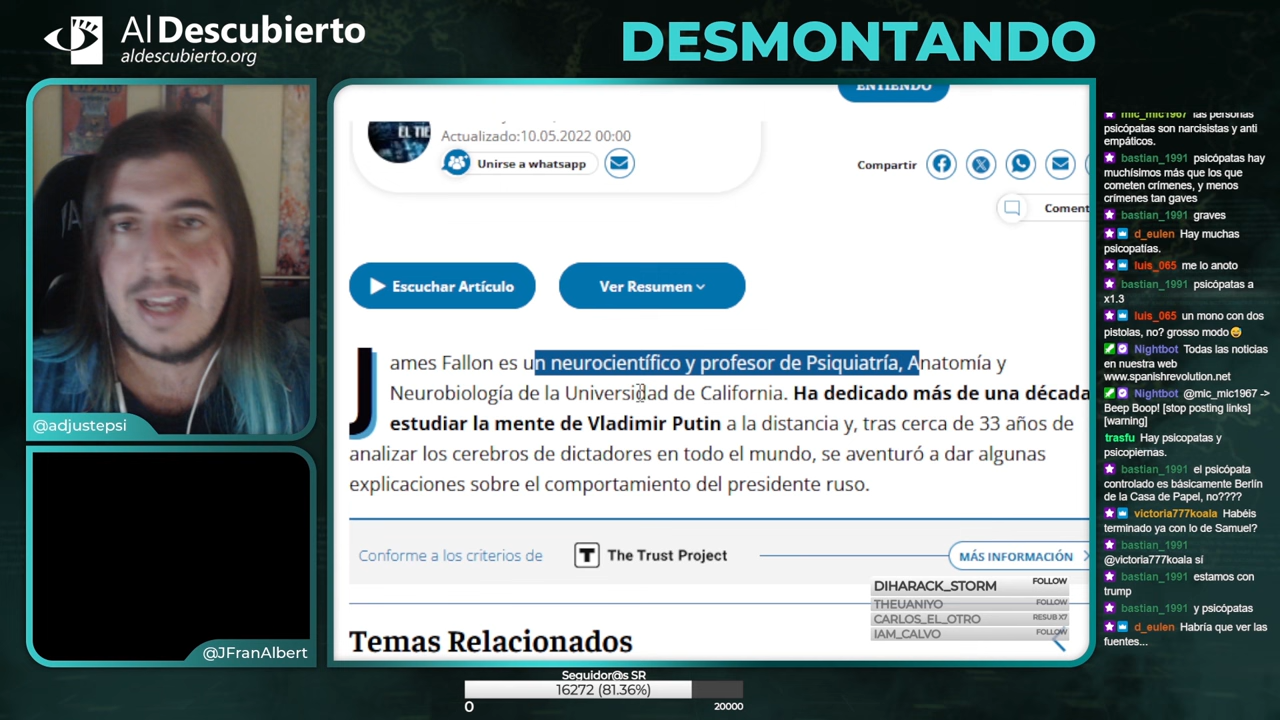 Al Descubierto
aldescubierto.org
DESMONTANDO
@adjustepsi
@JFranAlbert
ENTIENDO
EL TIE
Actualizado:10.05.2022 00:00
Unirse a whatsapp
Compartir
Coment
Escuchar Artículo
Ver Resumen
James Fallon es un neurocientífico y profesor de Psiquiatría, Anatomía y
Neurobiología de la Universidad de California. Ha dedicado más de una década
estudiar la mente de Vladimir Putin a la distancia y, tras cerca de 33 años de
analizar los cerebros de dictadores en todo el mundo, se aventuró a dar algunas
explicaciones sobre el comportamiento del presidente ruso.
Conforme a los criterios de
T The Trust Project
MÁS INFORMACIÓN
DIHARACK_STORM FOLLOW
THEUANIYO FOLLOW
CARLOS_EL_OTRO RESUB X7
IAM_CALVO FOLLOW
Temas Relacionados
Seguidor@s SR
16272 (81.36%)
0
20000
mic_mic1967 las personas
psicópatas son narcisistas y anti
empáticos.
bastian_1991 psicópatas hay
muchísimos más que los que
cometen crímenes, y menos
crímenes tan gaves
bastian_1991 graves
d_eulen Hay muchas
psicopatías.
luis_065 me lo anoto
bastian_1991 psicópatas a
x1.3
luis_065 un mono con dos
pistolas, no? grosso modo😅
Nightbot Todas las noticias
en nuestra web
www.spanishrevolution.net
Nightbot @mic_mic1967 ->
Beep Boop! [stop posting links]
[warning]
trasfu Hay psicopatas y
psicopiernas.
bastian_1991 el psicópata
controlado es básicamente Berlín
de la Casa de Papel, no????
victoria777koala Habéis
terminado ya con lo de Samuel?
bastian_1991
@victoria777koala sí
bastian_1991 estamos con
trump
bastian_1991 y psicópatas
d_eulen Habría que ver las
fuentes...